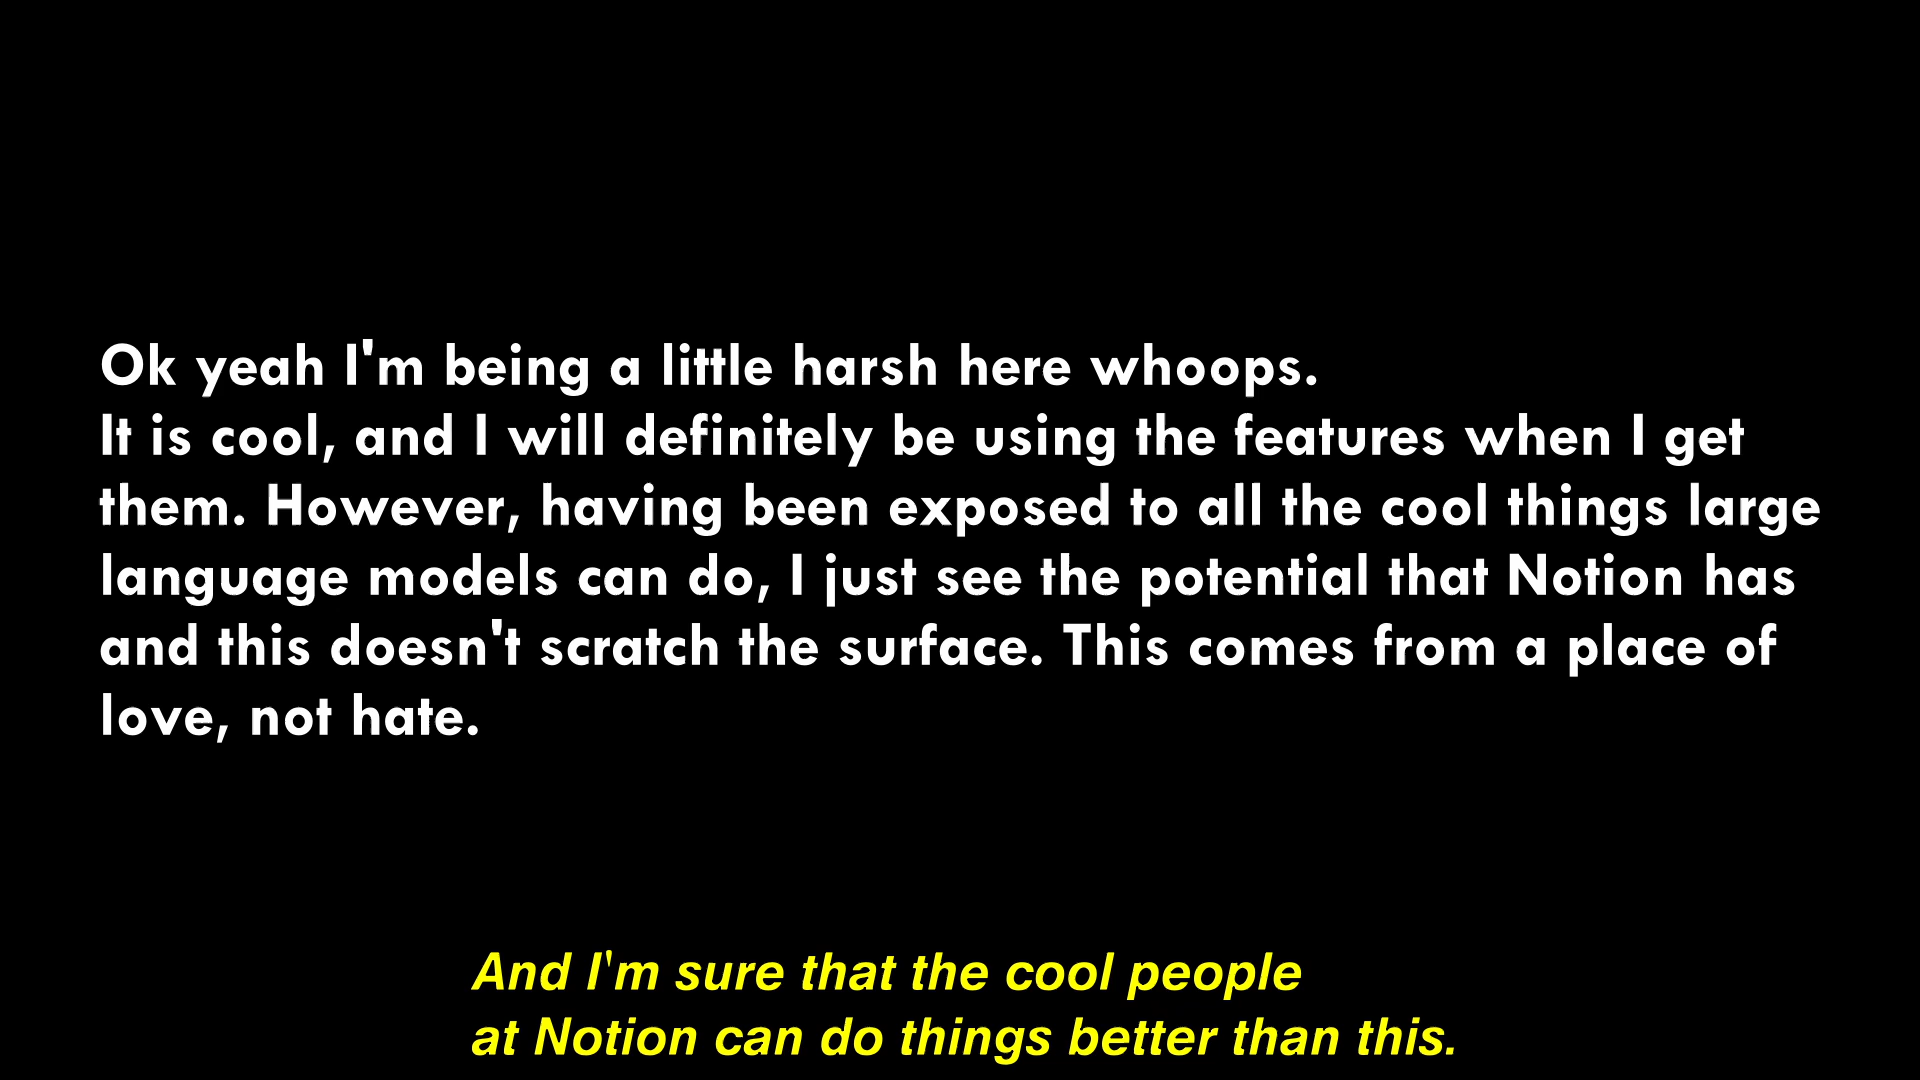 Ok yeah I'm being a little harsh here whoops.
It is cool, and I will definitely be using the features when I get
them. However, having been exposed to all the cool things large
language models can do, I just see the potential that Notion has
and this doesn't scratch the surface. This comes from a place of
love, not hate.
And I'm sure that the cool people
at Notion can do things better than this.